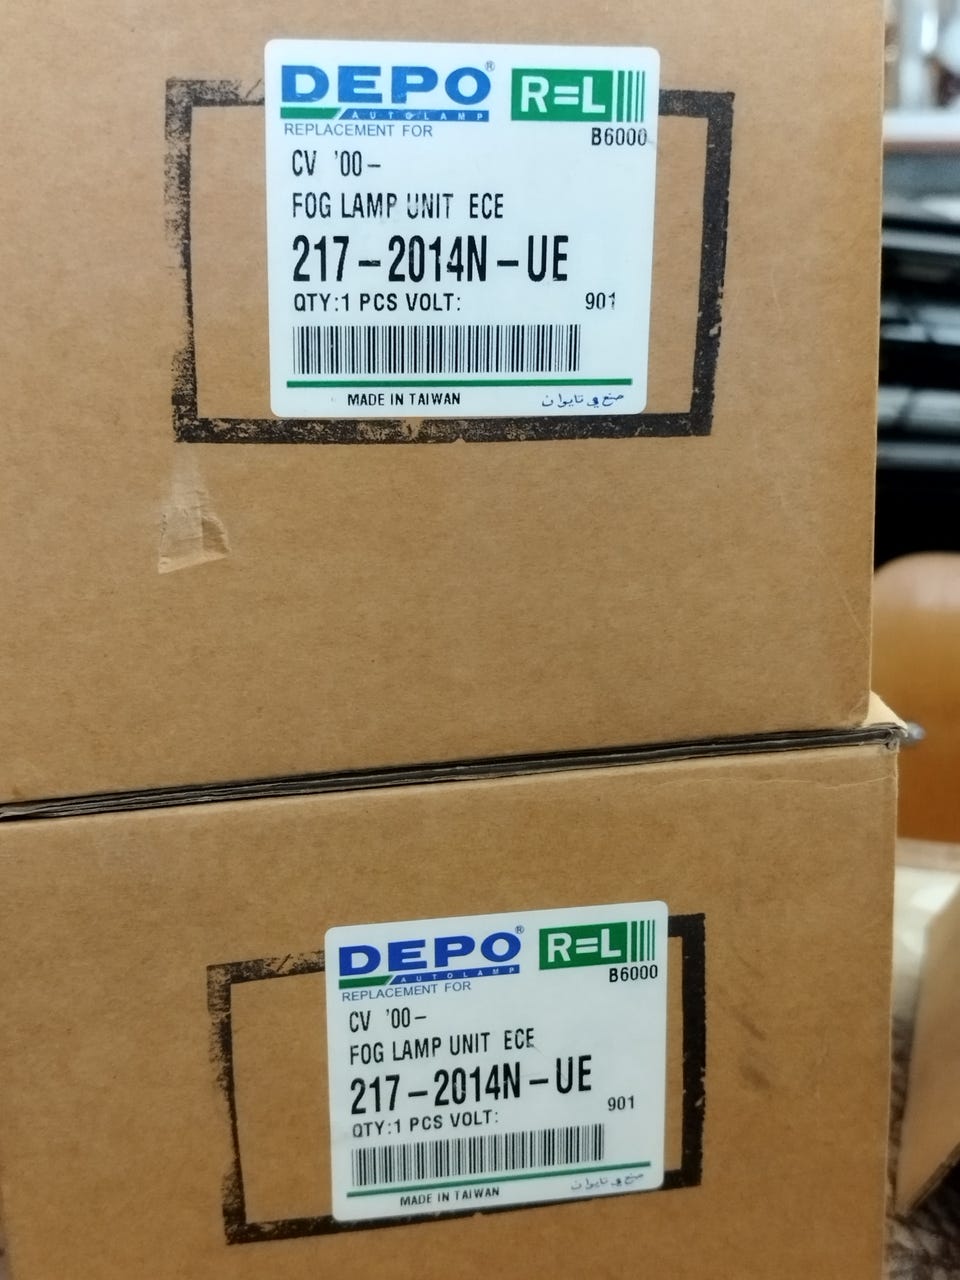 DEPO® R=L
AUTOLAMP
REPLACEMENT FOR B6000
CV '00-
FOG LAMP UNIT ECE
217-2014N-UE
QTY:1 PCS VOLT: 901
MADE IN TAIWAN صنع في تايوان
DEPO® R=L
AUTOLAMP
REPLACEMENT FOR B6000
CV '00-
FOG LAMP UNIT ECE
217-2014N-UE
QTY:1 PCS VOLT: 901
MADE IN TAIWAN صنع في تايوان